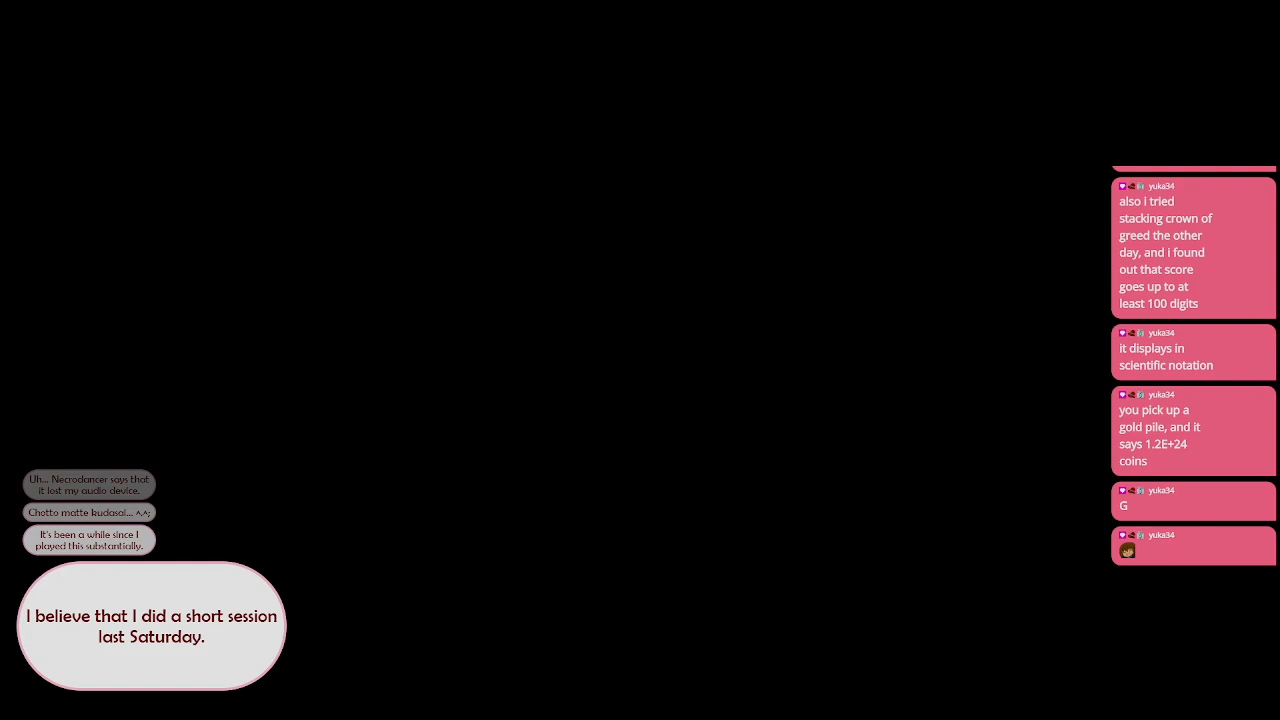 Uh... Necrodancer says that
it lost my audio device.
Chotto matte kudasai... ^.^;
It's been a while since I
played this substantially.
I believe that I did a short session
last Saturday.
yuka34
also i tried
stacking crown of
greed the other
day, and i found
out that score
goes up to at
least 100 digits
yuka34
it displays in
scientific notation
yuka34
you pick up a
gold pile, and it
says 1.2E+24
coins
yuka34
G
yuka34